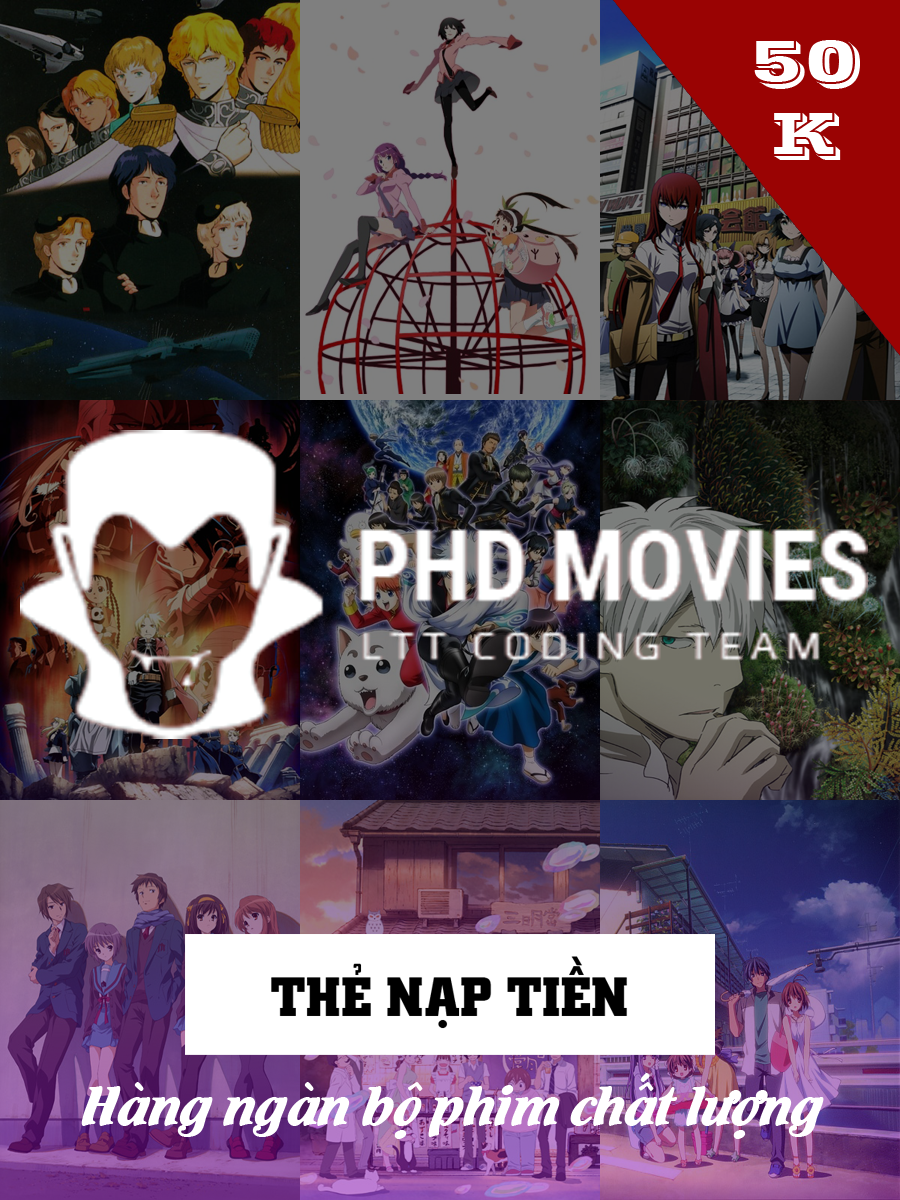 50
K
PHD MOVIES
LTT CODING TEAM
THẺ NẠP TIỀN
Hàng ngàn bộ phim chất lượng